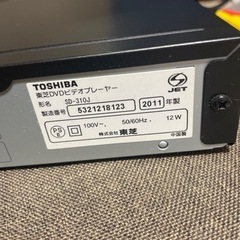 TOSHIBA
東芝DVDビデオプレーヤー
形名 SD-310J
製造番号 5321218123 2011 年製
JET
PS E 100V~, 50/60Hz, 12W
株式会社 東芝 中国製